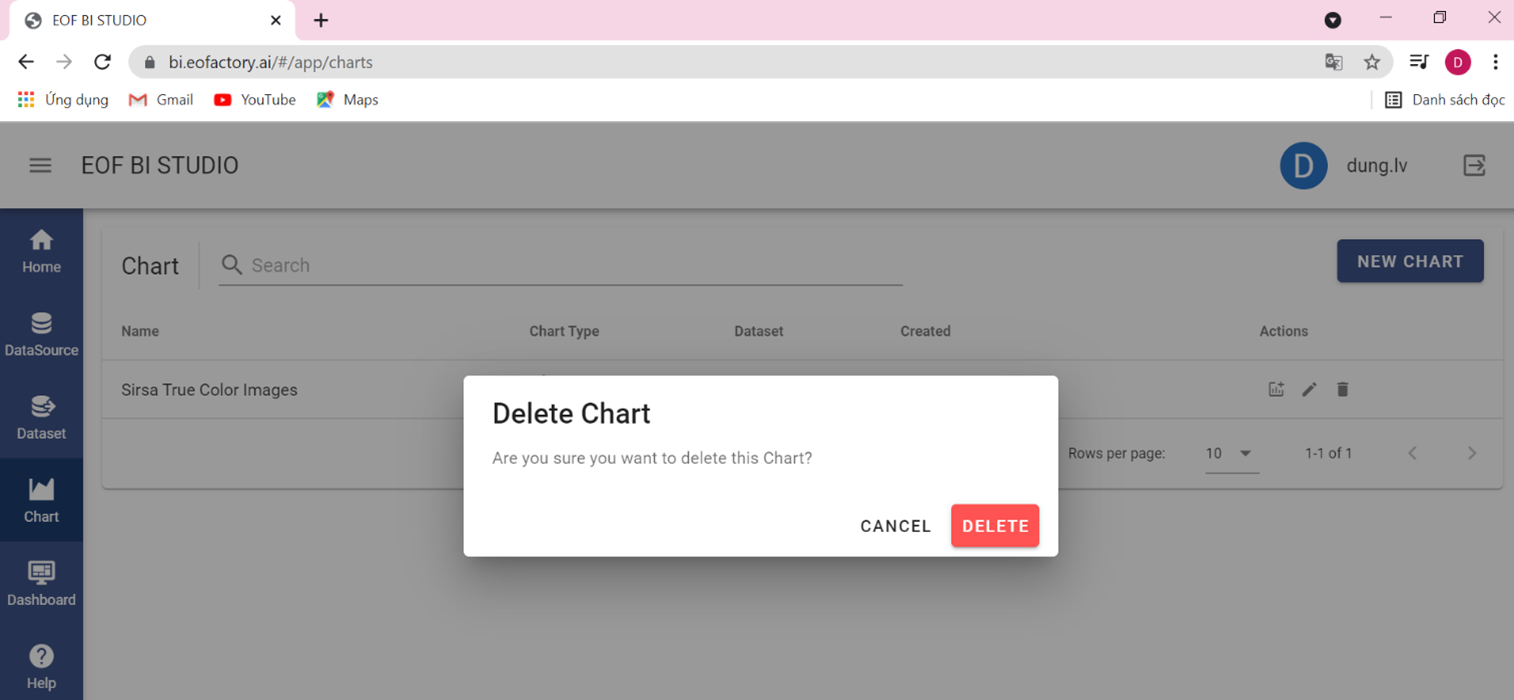 EOF BI STUDIO
bi.eofactory.ai/#/app/charts
D
Ứng dụng Gmail YouTube Maps Danh sách đọc
EOF BI STUDIO D dung.lv
Home
DataSource
Dataset
Chart
Dashboard
Help
Chart Search NEW CHART
Name Chart Type Dataset Created Actions
Sirsa True Color Images
Rows per page: 10 1-1 of 1
Delete Chart
Are you sure you want to delete this Chart?
CANCEL DELETE